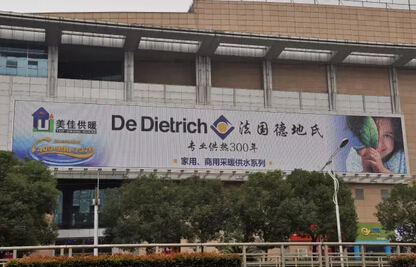 美佳供暖
De Dietrich 法国德地氏
专业供热300年
家用、商用采暖供水系列